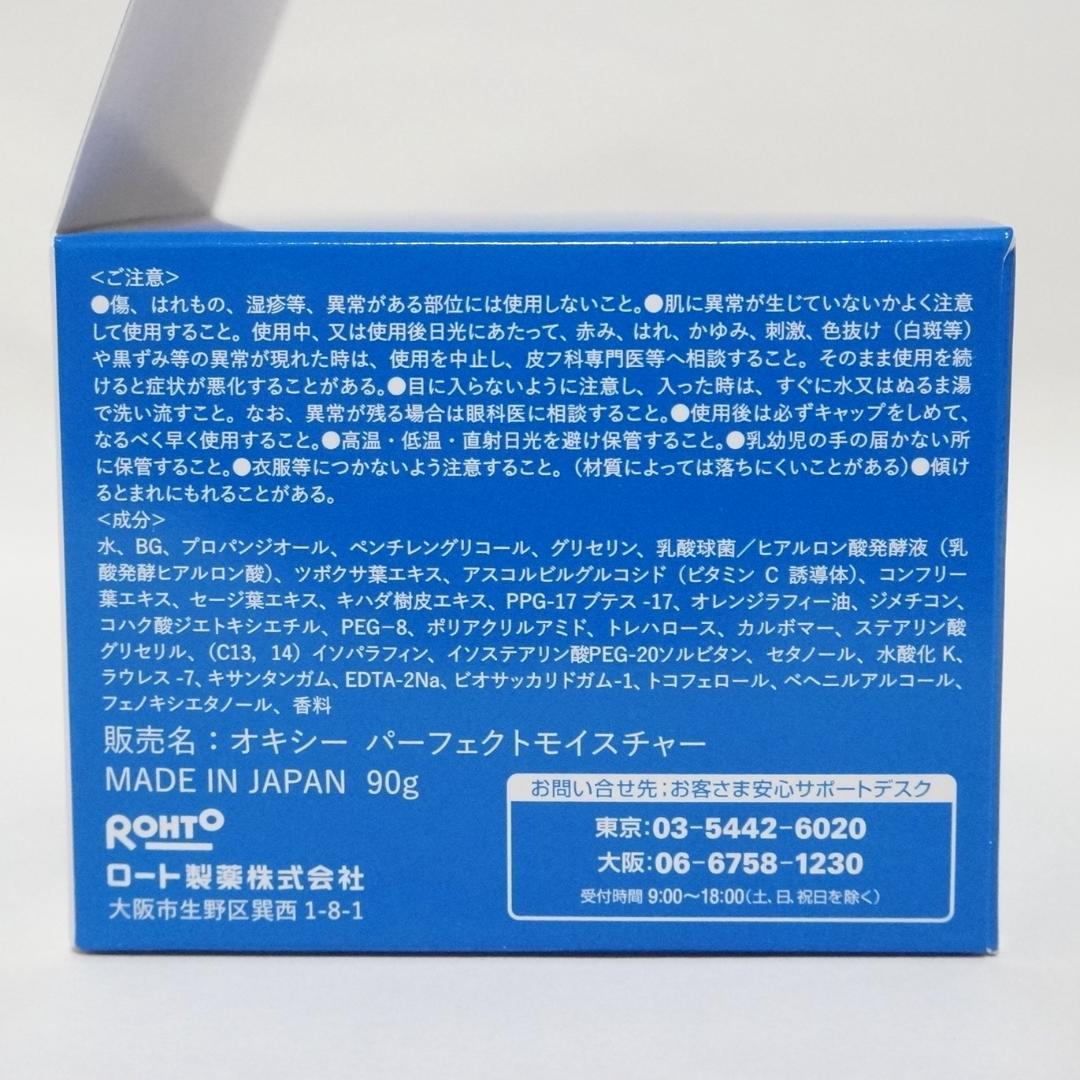 <ご注意>
●傷、はれもの、湿疹等、異常がある部位には使用しないこと。●肌に異常が生じていないかよく注意
して使用すること。使用中、又は使用後日光にあたって、赤み、はれ、かゆみ、刺激、色抜け（白斑等）
や黒ずみ等の異常が現れた時は、使用を中止し、皮フ科専門医等へ相談すること。そのまま使用を続
けると症状が悪化することがある。●目に入らないように注意し、入った時は、すぐに水又はぬるま湯
で洗い流すこと。なお、異常が残る場合は眼科医に相談すること。●使用後は必ずキャップをしめて、
なるべく早く使用すること。●高温・低温・直射日光を避け保管すること。●乳幼児の手の届かない所
に保管すること。●衣服等につかないよう注意すること。（材質によっては落ちにくいことがある）●傾け
るとまれにもれることがある。
<成分>
水、BG、プロパンジオール、ペンチレングリコール、グリセリン、乳酸球菌／ヒアルロン酸発酵液（乳
酸発酵ヒアルロン酸）、ツボクサ葉エキス、アスコルビルグルコシド（ビタミン C 誘導体）、コンフリー
葉エキス、セージ葉エキス、キハダ樹皮エキス、PPG-17 ブテス -17、オレンジラフィー油、ジメチコン、
コハク酸ジエトキシエチル、PEG-8、ポリアクリルアミド、トレハロース、カルボマー、ステアリン酸
グリセリル、（C13，14）イソパラフィン、イソステアリン酸PEG-20ソルビタン、セタノール、水酸化 K、
ラウレス -7、キサンタンガム、EDTA-2Na、ビオサッカリドガム-1、トコフェロール、ベヘニルアルコール、
フェノキシエタノール、香料
販売名：オキシー パーフェクトモイスチャー
MADE IN JAPAN 90g
ROHTO
ロート製薬株式会社
大阪市生野区巽西 1-8-1
お問い合せ先：お客さま安心サポートデスク
東京：03-5442-6020
大阪：06-6758-1230
受付時間 9:00〜18:00（土、日、祝日を除く）